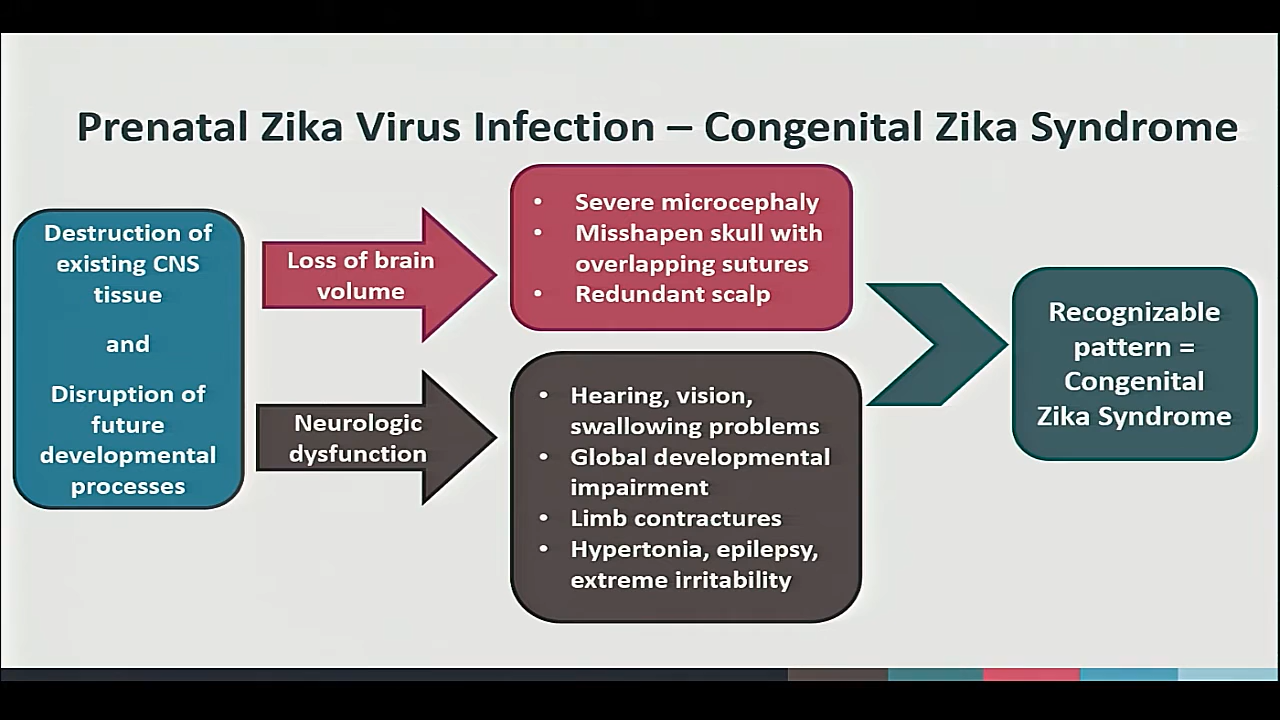 Prenatal Zika Virus Infection – Congenital Zika Syndrome
Destruction of
existing CNS
tissue
and
Disruption of
future
developmental
processes
Loss of brain
volume
• Severe microcephaly
• Misshapen skull with
overlapping sutures
• Redundant scalp
Neurologic
dysfunction
• Hearing, vision,
swallowing problems
• Global developmental
impairment
• Limb contractures
• Hypertonia, epilepsy,
extreme irritability
Recognizable
pattern =
Congenital
Zika Syndrome